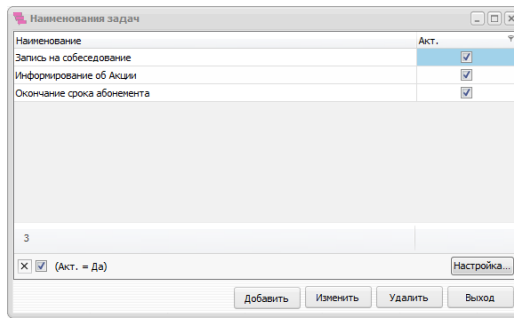 Наименования задач
Наименование Акт.
Запись на собеседование
Информирование об Акции
Окончание срока абонемента
3
(Акт. = Да) Настройка...
Добавить Изменить Удалить Выход